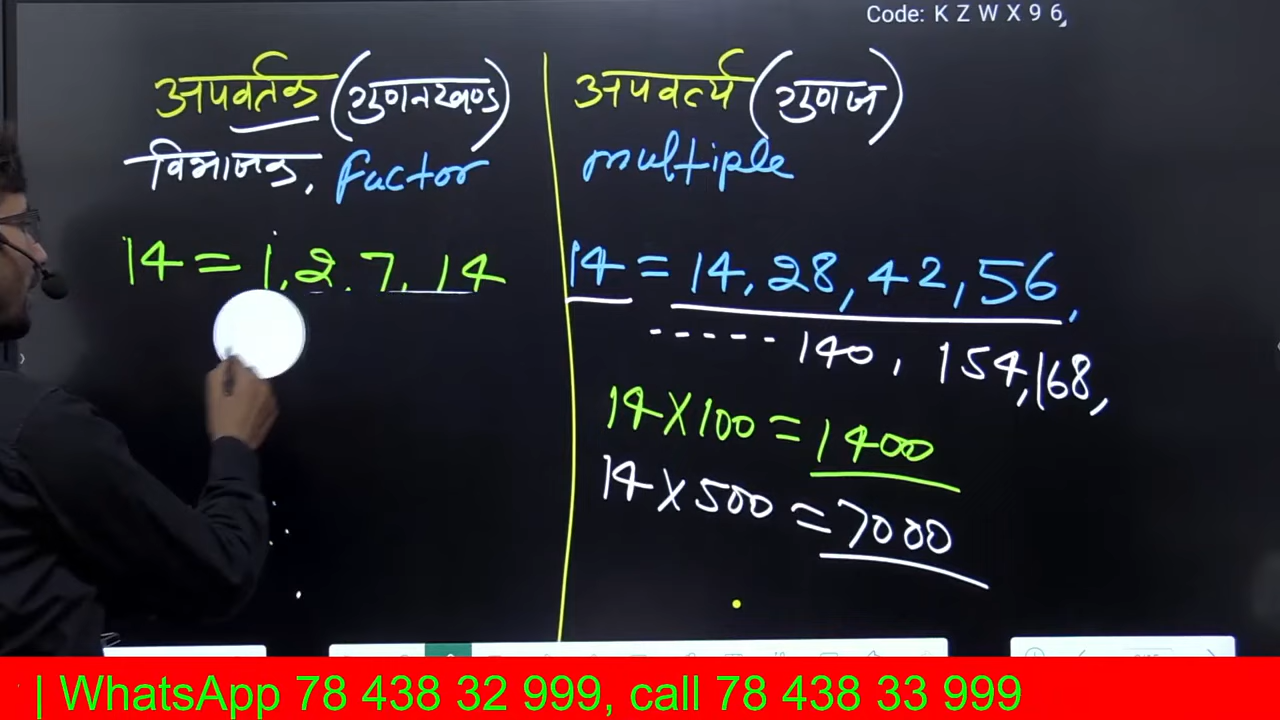 Code: K Z W X 9 6
अपवर्तक (गुणनखण्ड)
विभाजक, factor
14 = 1, 2, 7, 14
अपवर्त्य (गुणज)
multiple
14 = 14, 28, 42, 56,
----- 140, 154, 168,
14 X 100 = 1400
14 X 500 = 7000
| WhatsApp 78 438 32 999, call 78 438 33 999